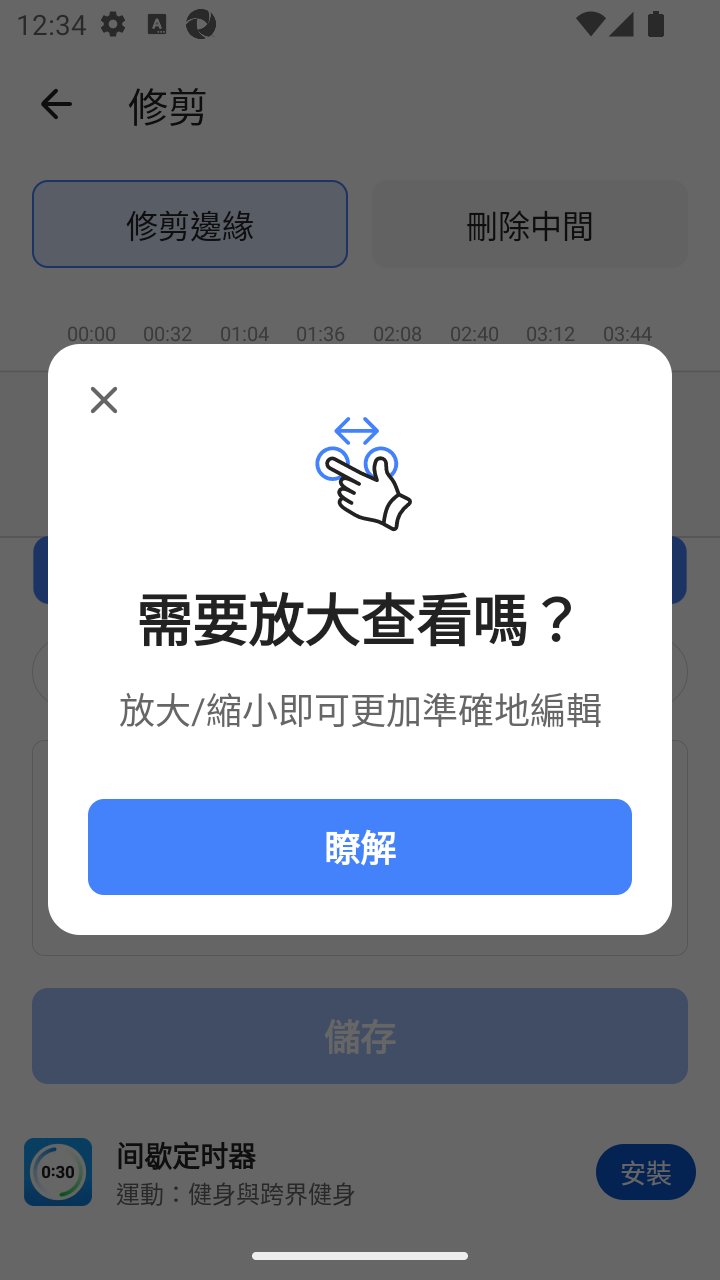 12:34
修剪
修剪邊緣
刪除中間
00:00 00:32 01:04 01:36 02:08 02:40 03:12 03:44
需要放大查看嗎？
放大/縮小即可更加準確地編輯
瞭解
儲存
0:30
间歇定时器
運動：健身與跨界健身
安裝